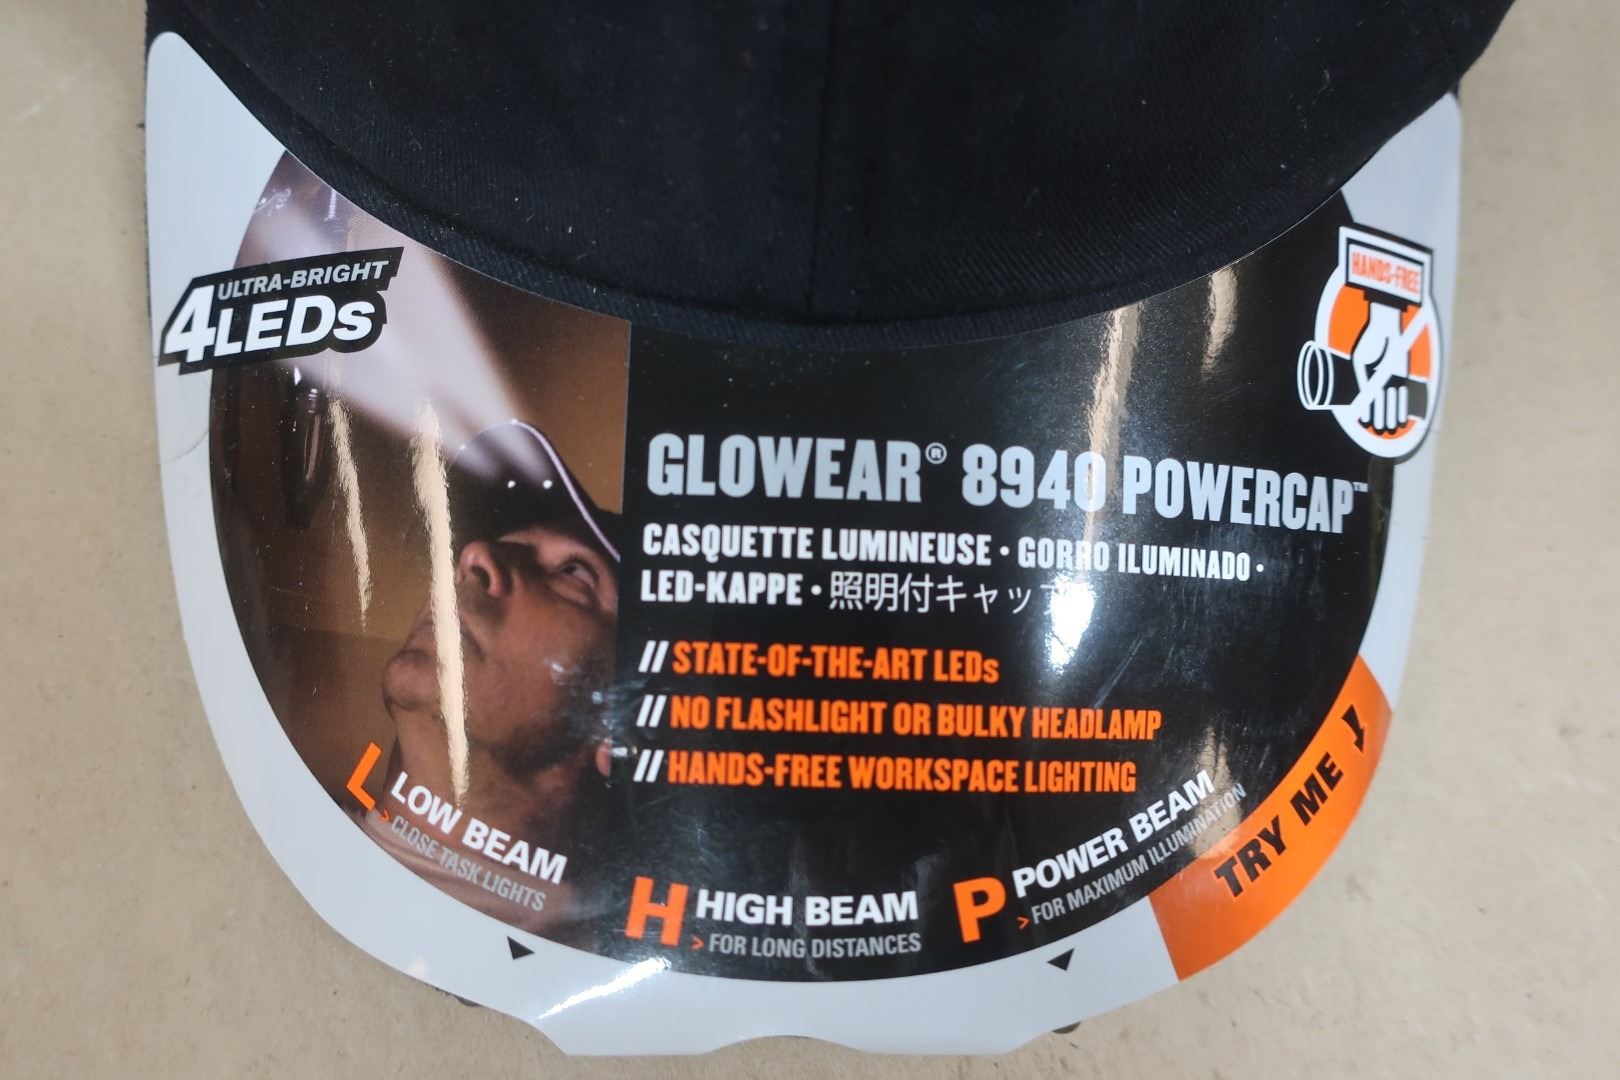 ULTRA-BRIGHT
4LEDs
HANDS-FREE
GLOWEAR® 8940 POWERCAP™
CASQUETTE LUMINEUSE • GORRO ILUMINADO •
LED-KAPPE • 照明付キャップ
// STATE-OF-THE-ART LEDs
// NO FLASHLIGHT OR BULKY HEADLAMP
// HANDS-FREE WORKSPACE LIGHTING
L LOW BEAM
> CLOSE TASK LIGHTS
H HIGH BEAM
> FOR LONG DISTANCES
P POWER BEAM
> FOR MAXIMUM ILLUMINATION
TRY ME !